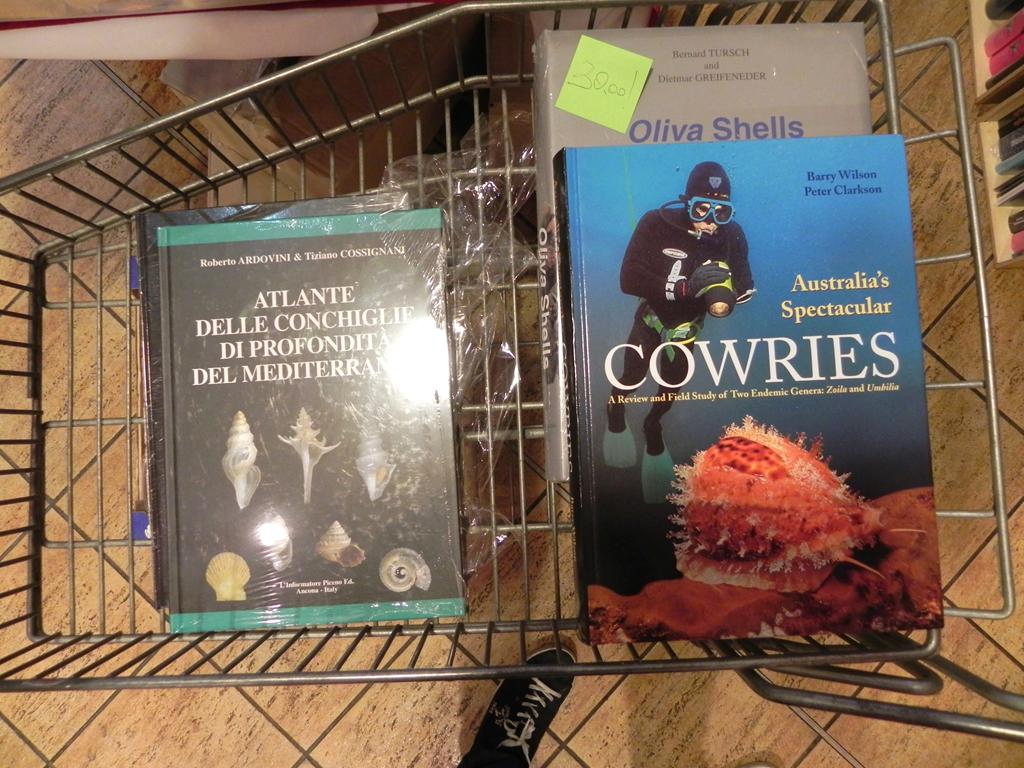 Roberto ARDOVINI & Tiziano COSSIGNANI
ATLANTE
DELLE CONCHIGLIE
DI PROFONDITÀ
DEL
L'Informatore Piceno Ed.
Ancona - Italy
Bernard TURSCH
and
Dietmar GREIFENEDER
30,00!
Oliva Shells
Oliva Shells
Barry Wilson
Peter Clarkson
Australia's
Spectacular
COWRIES
A Review and Field Study of Two Endemic Genera: Zoila and Umbilia